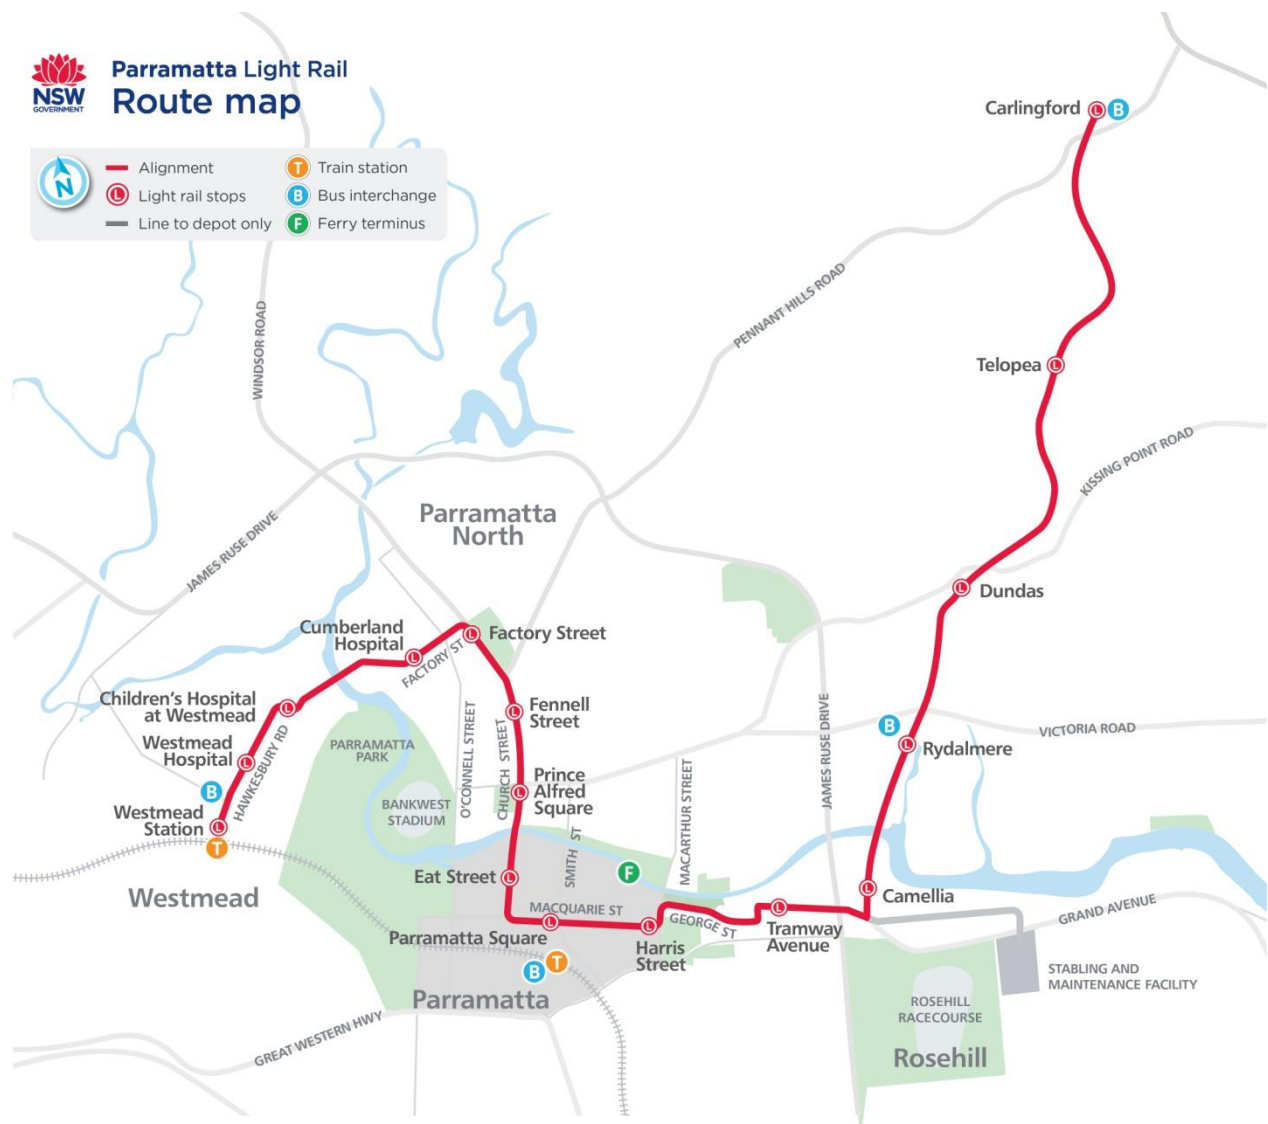 Parramatta Light Rail
Route map
NSW
GOVERNMENT
N
Alignment
L Light rail stops
Line to depot only
T Train station
B Bus interchange
F Ferry terminus
Carlingford
L
B
WINDSOR ROAD
PENNANT HILLS ROAD
Telopea
L
KISSING POINT ROAD
JAMES RUSE DRIVE
Parramatta
North
L
Dundas
Cumberland
Hospital
L
FACTORY ST
L
Factory Street
Children's Hospital
at Westmead
L
Fennell
Street
L
Westmead
Hospital
L
HAWKESBURY RD
PARRAMATTA
PARK
O'CONNELL STREET
CHURCH STREET
JAMES RUSE DRIVE
B
L
Rydalmere
VICTORIA ROAD
B
Westmead
Station
L
T
BANKWEST
STADIUM
L
Prince
Alfred
Square
SMITH ST
MACARTHUR STREET
F
Westmead
Eat Street
L
MACQUARIE ST
L
Camellia
GRAND AVENUE
Parramatta Square
L
L
Harris
Street
GEORGE ST
L
Tramway
Avenue
B
T
Parramatta
STABLING AND
MAINTENANCE FACILITY
ROSEHILL
RACECOURSE
GREAT WESTERN HWY
Rosehill